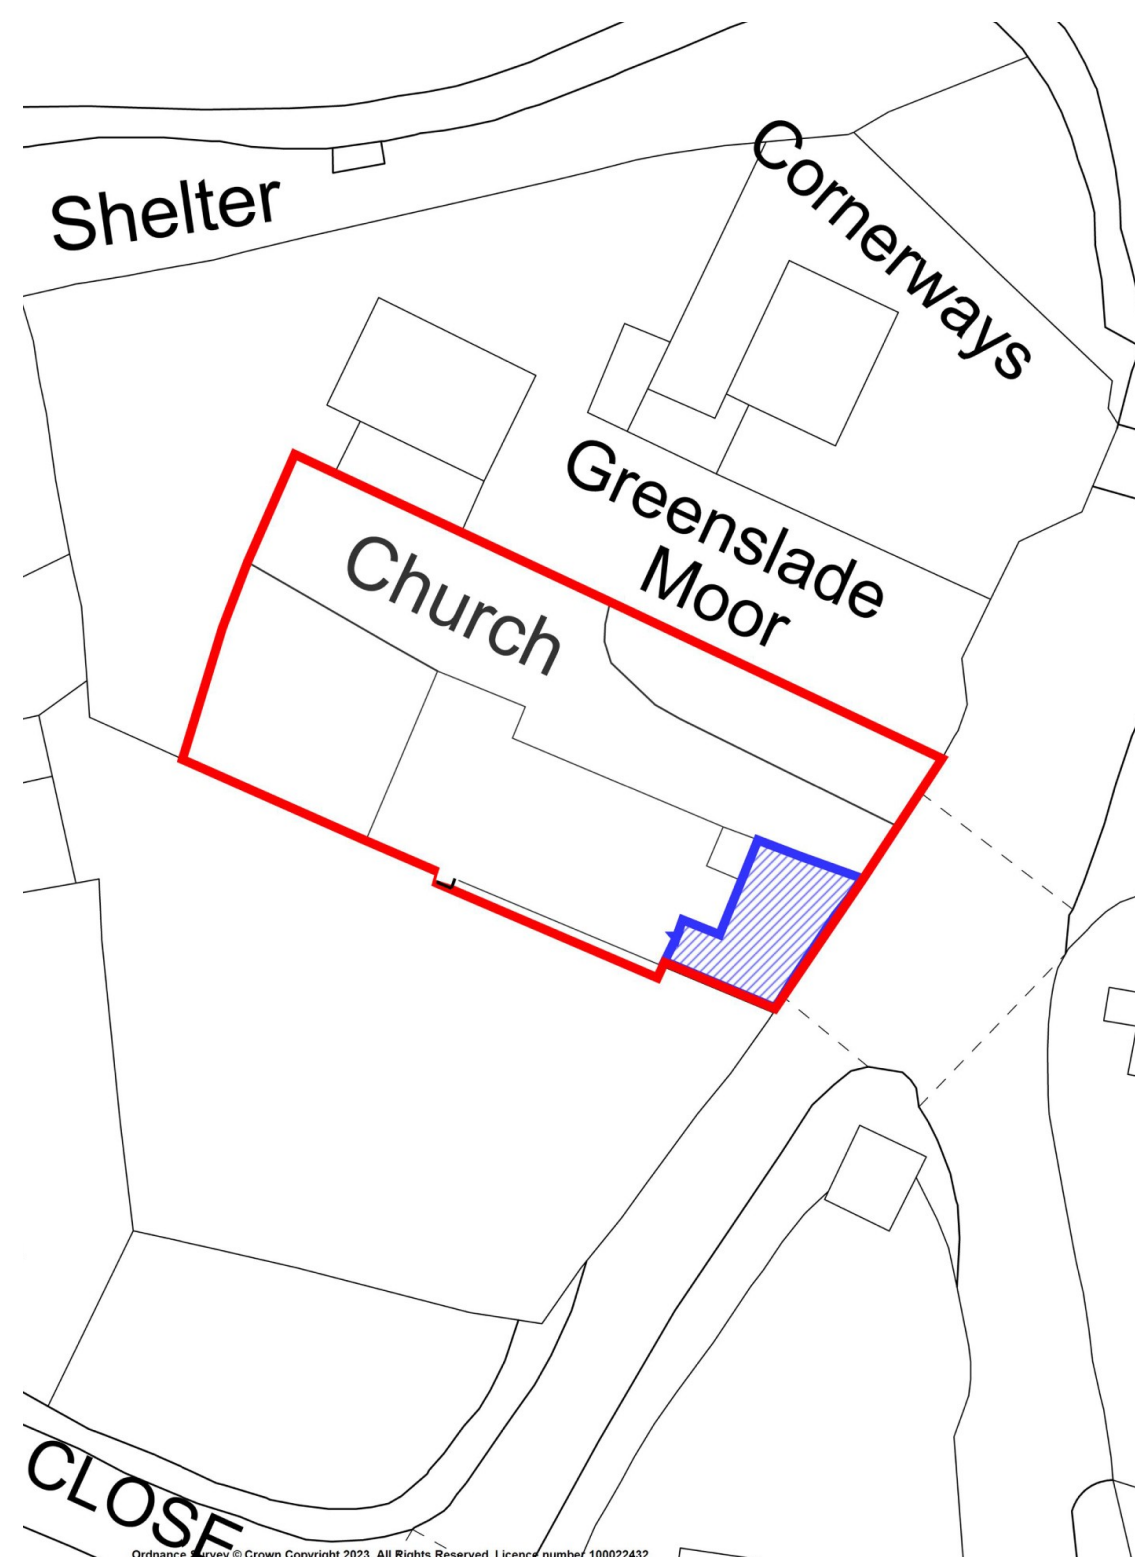 Shelter
Cornerways
Greenslade
Moor
Church
CLOSE
Ordnance Survey © Crown Copyright 2023. All Rights Reserved. Licence number 100022432